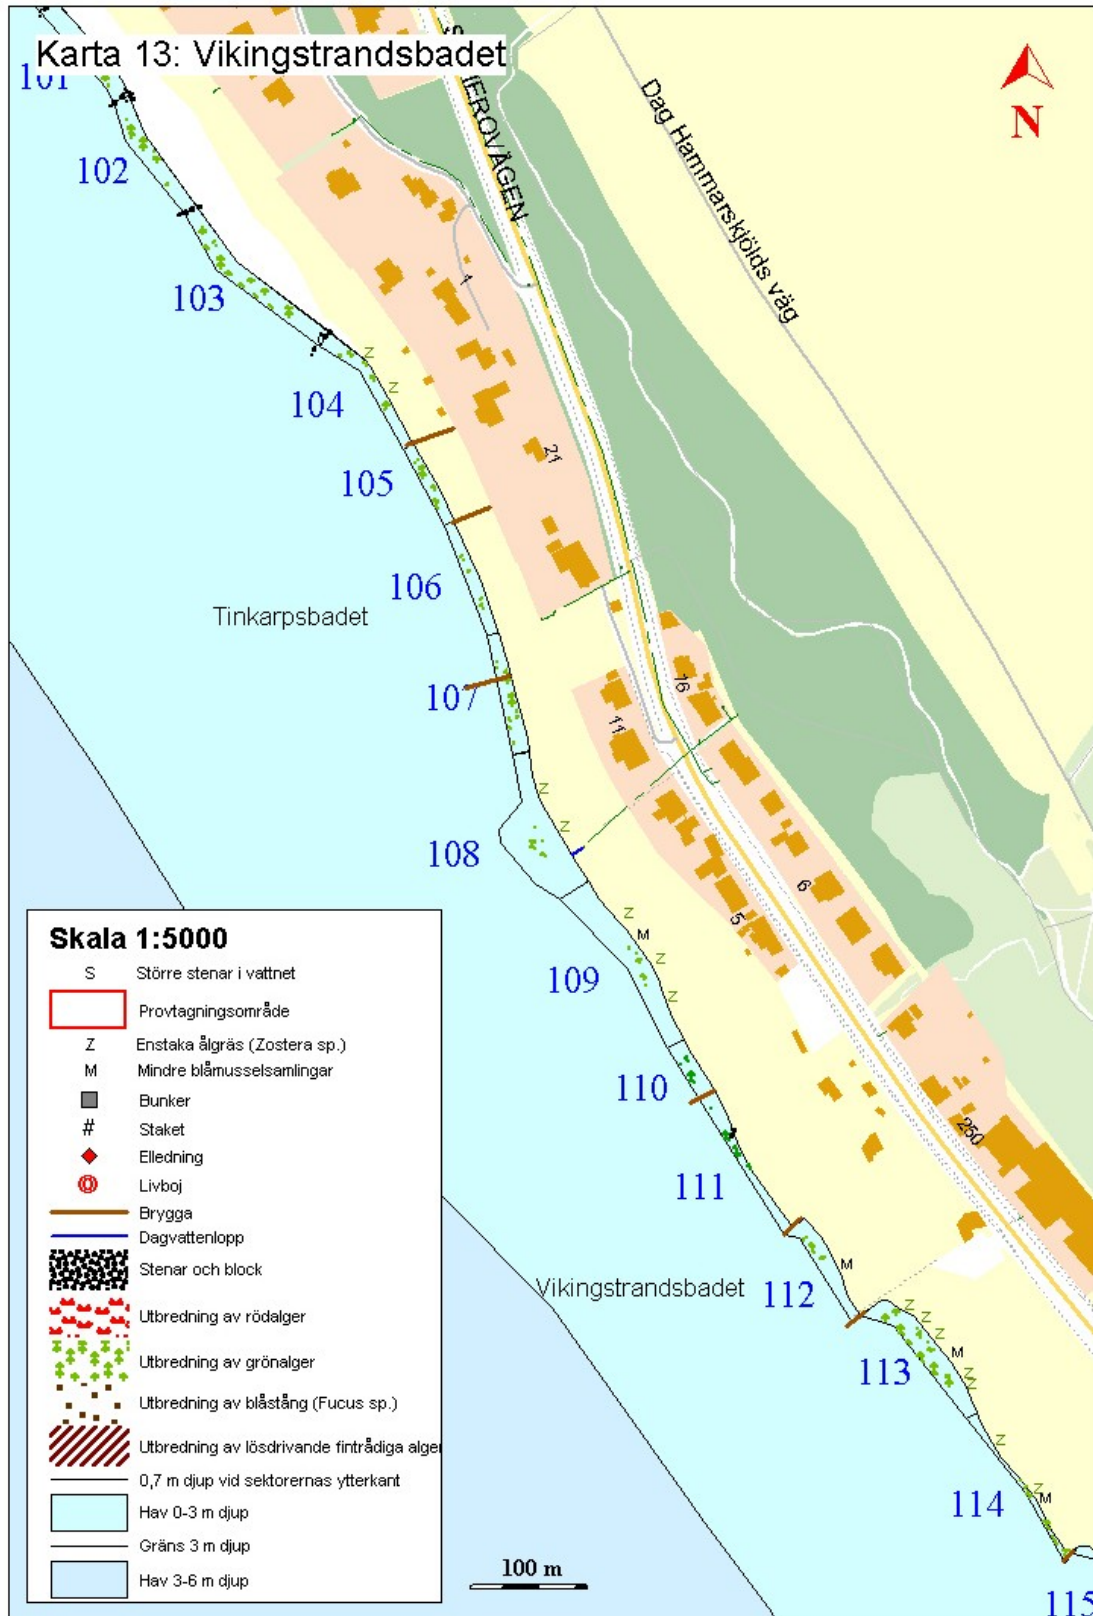 Karta 13: Vikingstrandsbadet
N
Dag Hammarskjölds väg
101
102
103
1
104
21
105
106
Tinkarpsbadet
107
16
11
108
6
5
109
110
250
111
Vikingstrandsbadet
112
113
114
115
Z
Z
Z
Z
Z
M
Z
Z
M
Z
Z
Z
M
Z
Z
Z
Z
M
Skala 1:5000
S Större stenar i vattnet
Provtagningsområde
Z Enstaka ålgräs (Zostera sp.)
M Mindre blåmusselsamlingar
Bunker
# Staket
Elledning
Livboj
Brygga
Dagvattenlopp
Stenar och block
Utbredning av rödalger
Utbredning av grönalger
Utbredning av blåstång (Fucus sp.)
Utbredning av lösdrivande fintrådiga alger
0,7 m djup vid sektorernas ytterkant
Hav 0-3 m djup
Gräns 3 m djup
Hav 3-6 m djup
100 m